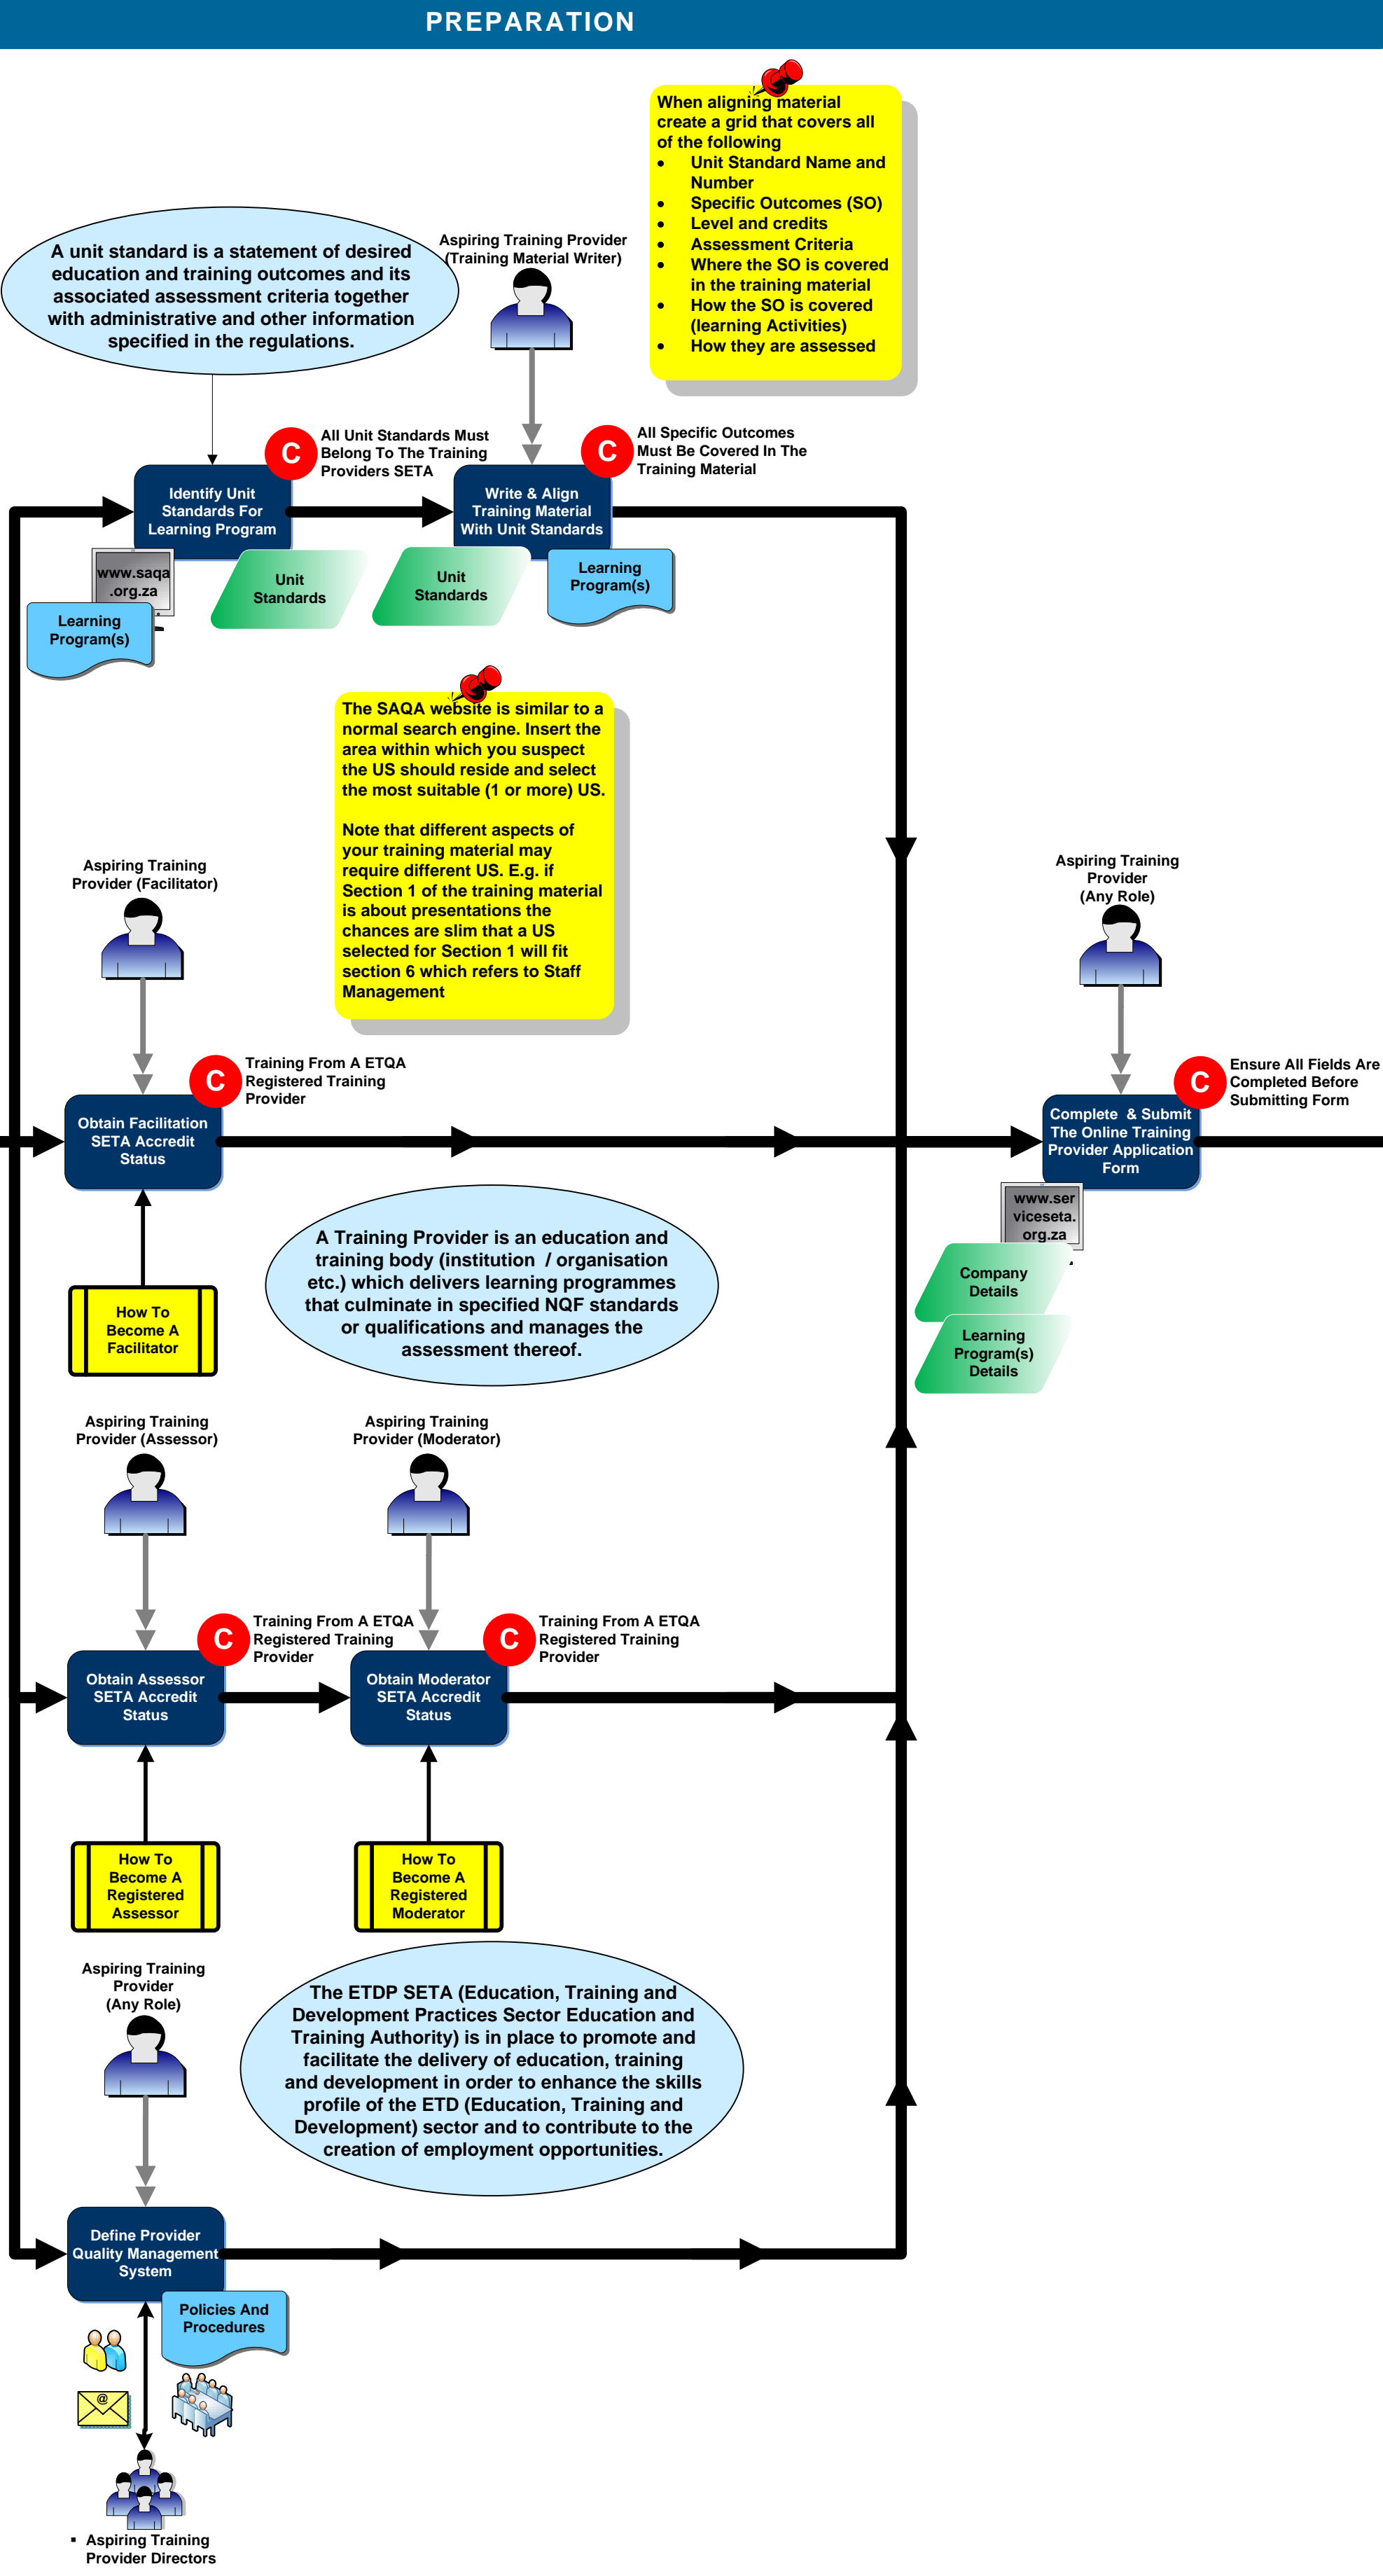 PREPARATION
When aligning material
create a grid that covers all
of the following
• Unit Standard Name and
Number
• Specific Outcomes (SO)
• Level and credits
• Assessment Criteria
• Where the SO is covered
in the training material
• How the SO is covered
(learning Activities)
• How they are assessed
A unit standard is a statement of desired
education and training outcomes and its
associated assessment criteria together
with administrative and other information
specified in the regulations.
Aspiring Training Provider
(Training Material Writer)
C
All Unit Standards Must
Belong To The Training
Providers SETA
C
All Specific Outcomes
Must Be Covered In The
Training Material
Identify Unit
Standards For
Learning Program
Write & Align
Training Material
With Unit Standards
www.saqa
.org.za
Learning
Program(s)
Unit
Standards
Unit
Standards
Learning
Program(s)
The SAQA website is similar to a
normal search engine. Insert the
area within which you suspect
the US should reside and select
the most suitable (1 or more) US.
Note that different aspects of
your training material may
require different US. E.g. if
Section 1 of the training material
is about presentations the
chances are slim that a US
selected for Section 1 will fit
section 6 which refers to Staff
Management
Aspiring Training
Provider (Facilitator)
Aspiring Training
Provider
(Any Role)
C
Training From A ETQA
Registered Training
Provider
C
Ensure All Fields Are
Completed Before
Submitting Form
Obtain Facilitation
SETA Accredit
Status
Complete & Submit
The Online Training
Provider Application
Form
www.ser
viceseta.
org.za
Company
Details
Learning
Program(s)
Details
How To
Become A
Facilitator
A Training Provider is an education and
training body (institution / organisation
etc.) which delivers learning programmes
that culminate in specified NQF standards
or qualifications and manages the
assessment thereof.
Aspiring Training
Provider (Assessor)
Aspiring Training
Provider (Moderator)
C
Training From A ETQA
Registered Training
Provider
C
Training From A ETQA
Registered Training
Provider
Obtain Assessor
SETA Accredit
Status
Obtain Moderator
SETA Accredit
Status
How To
Become A
Registered
Assessor
How To
Become A
Registered
Moderator
Aspiring Training
Provider
(Any Role)
The ETDP SETA (Education, Training and
Development Practices Sector Education and
Training Authority) is in place to promote and
facilitate the delivery of education, training
and development in order to enhance the skills
profile of the ETD (Education, Training and
Development) sector and to contribute to the
creation of employment opportunities.
Define Provider
Quality Management
System
Policies And
Procedures
@
▪ Aspiring Training
Provider Directors